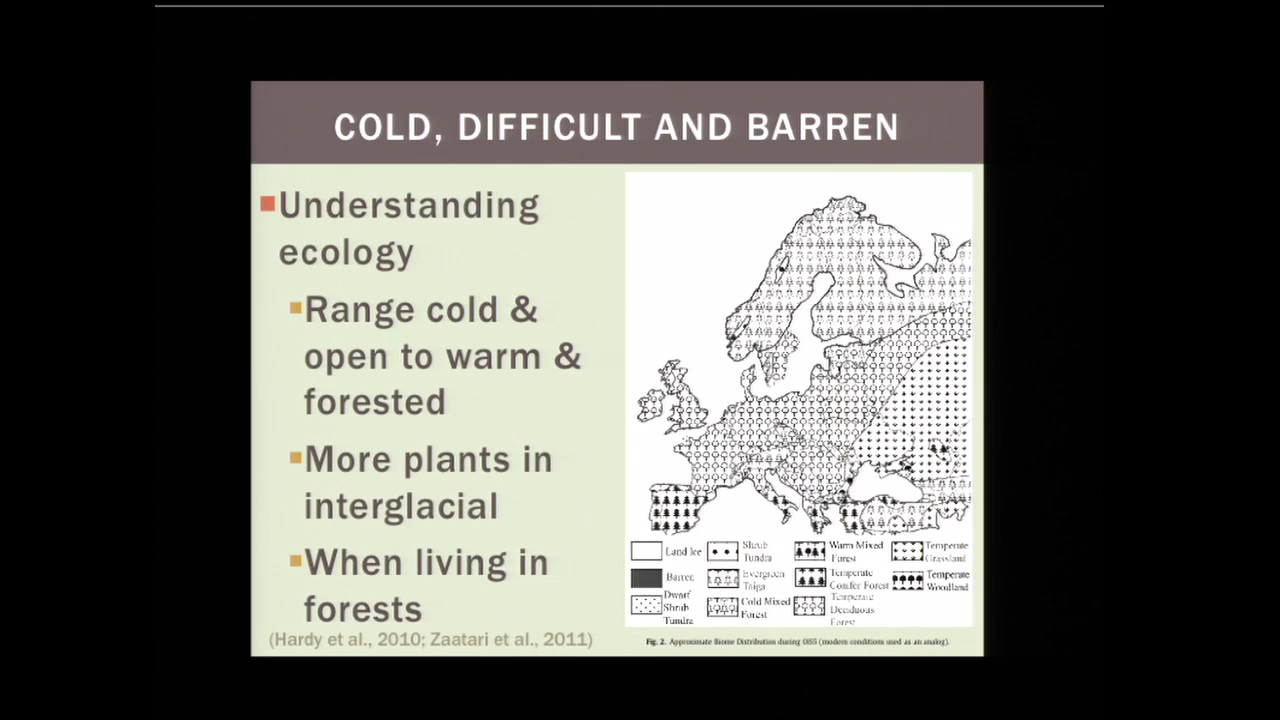 COLD, DIFFICULT AND BARREN
Understanding
ecology
Range cold &
open to warm &
forested
More plants in
interglacial
When living in
forests
(Hardy et al., 2010; Zaatari et al., 2011)
Land Ice
Barren
Dwarf
Shrub
Tundra
Shrub
Tundra
Evergreen
Taiga
Cold Mixed
Forest
Warm Mixed
Forest
Temperate
Conifer Forest
Temperate
Deciduous
Forest
Temperate
Grassland
Temperate
Woodland
Fig. 2. Approximate Biome Distribution during OIS5 (modern conditions used as an analog).